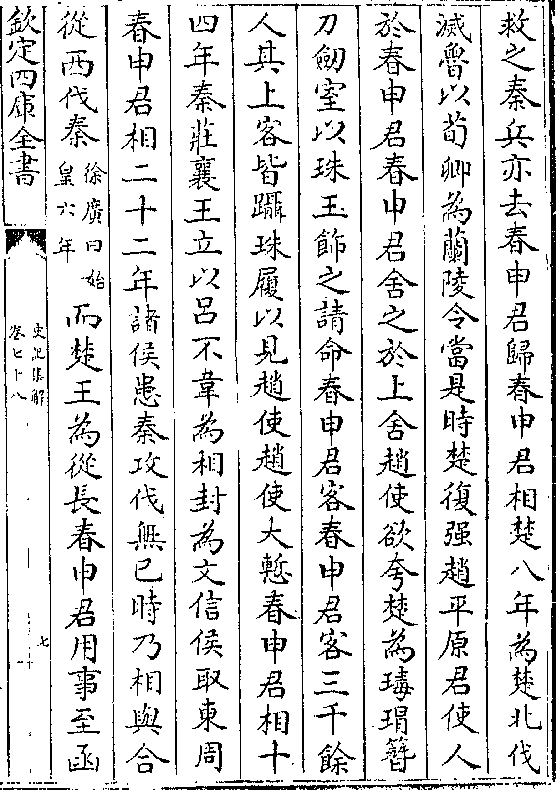 救之秦兵亦去春申君歸春申君相楚八年為楚北伐
滅魯以荀卿為蘭陵令當是時楚復强趙平原君使人
於春申君春申君舍之於上舍趙使欲夸楚為瑇瑁簪
刀劒室以珠玉飾之請命春申君客春申君客三千餘
人其上客皆躡珠履以見趙使趙使大慙春申君相十
四年秦莊襄王立以呂不韋為相封為文信侯取東周
春申君相二十二年諸侯患秦攻伐無已時乃相與合
從西伐秦徐廣曰始皇六年而楚王為從長春申君用事至函
欽定四庫全書
史記集解
卷七十八
七